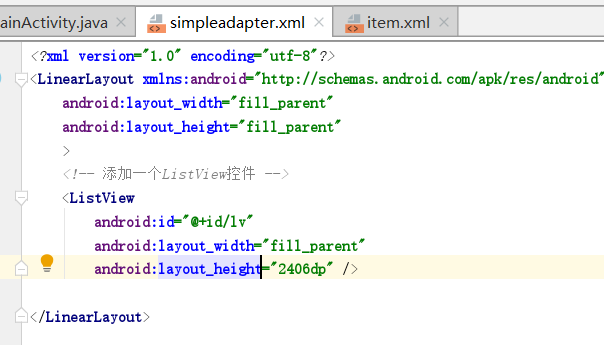 ainActivity.java × simpleadapter.xml × item.xml ×
<?xml version="1.0" encoding="utf-8"?>
<LinearLayout xmlns:android="http://schemas.android.com/apk/res/android"
android:layout_width="fill_parent"
android:layout_height="fill_parent"
>
<!-- 添加一个ListView控件 -->
<ListView
android:id="@+id/lv"
android:layout_width="fill_parent"
android:layout_height="2406dp" />
</LinearLayout>